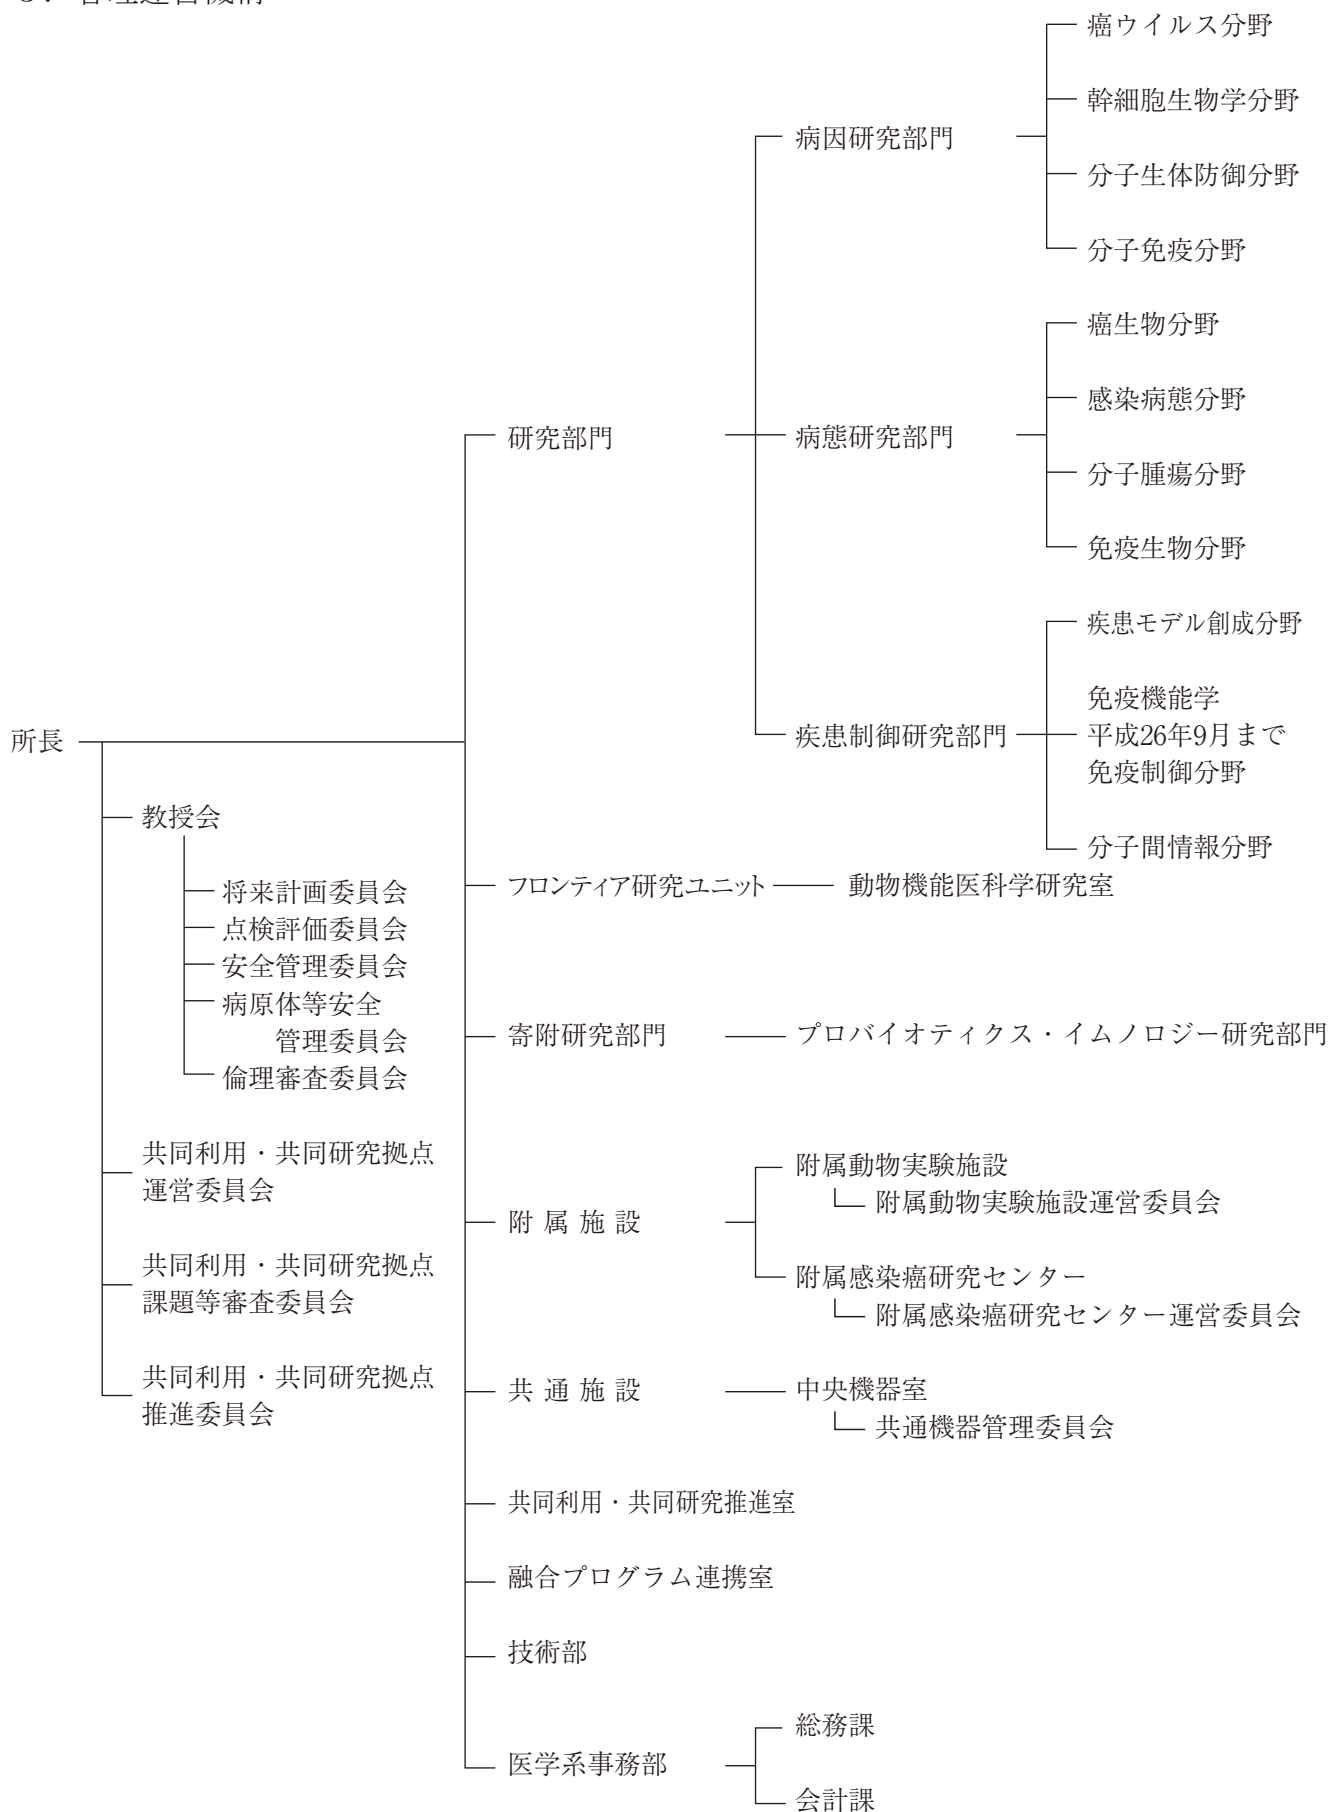 癌ウイルス分野
幹細胞生物学分野
病因研究部門
分子生体防御分野
分子免疫分野
癌生物分野
感染病態分野
研究部門
病態研究部門
分子腫瘍分野
免疫生物分野
疾患モデル創成分野
免疫機能学
所長
疾患制御研究部門
平成26年9月まで
免疫制御分野
分子間情報分野
教授会
将来計画委員会
点検評価委員会
安全管理委員会
病原体等安全
管理委員会
倫理審査委員会
共同利用・共同研究拠点
運営委員会
共同利用・共同研究拠点
課題等審査委員会
共同利用・共同研究拠点
推進委員会
フロンティア研究ユニット
動物機能医科学研究室
寄附研究部門
プロバイオティクス・イムノロジー研究部門
附属施設
附属動物実験施設
附属動物実験施設運営委員会
附属感染癌研究センター
附属感染癌研究センター運営委員会
共通施設
中央機器室
共通機器管理委員会
共同利用・共同研究推進室
融合プログラム連携室
技術部
医学系事務部
総務課
会計課